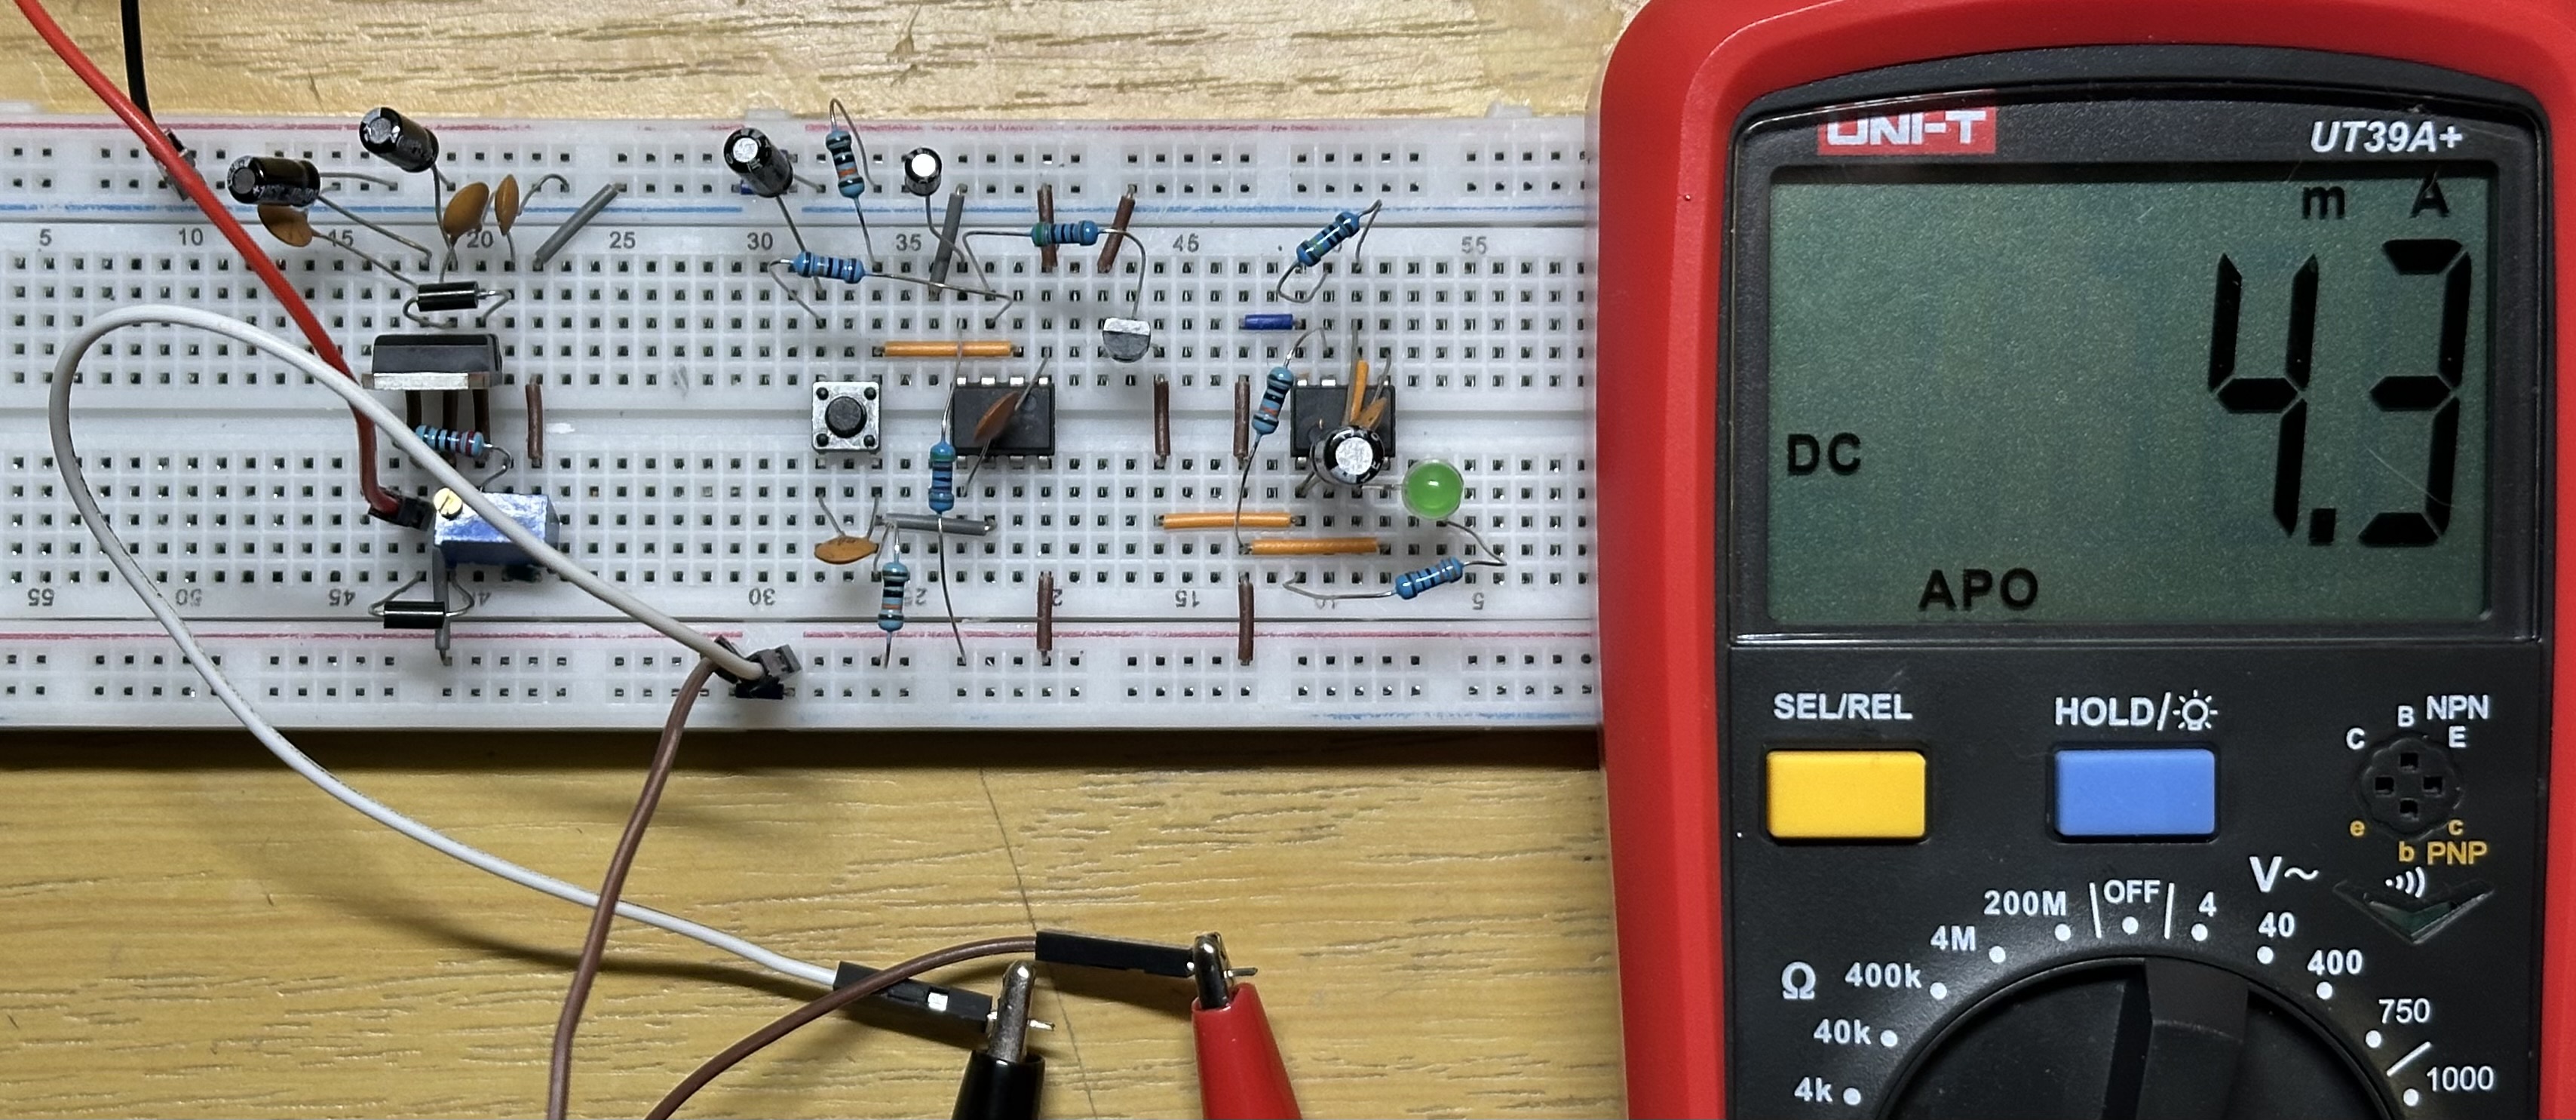 UNI-T
UT39A+
m A
DC
4.3
APO
SEL/REL
HOLD/
NPN
B
C
E
e
c
b PNP
V~
OFF
200M
4
4M
40
Ω
400k
400
40k
750
4k
1000
5
10
15
20
25
30
35
45
55
55
50
45
30
15
10
5